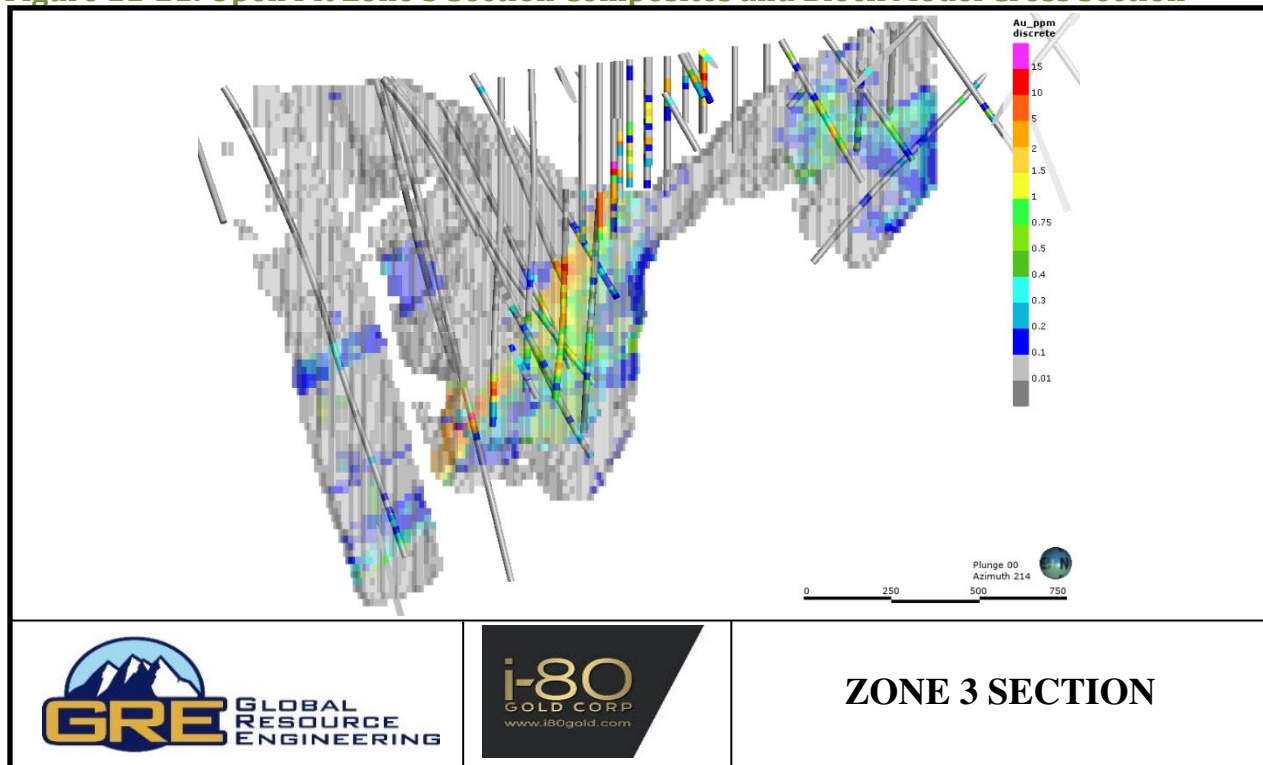 Au_ppm
discrete
15
10
5
2
1.5
1
0.75
0.5
0.4
0.3
0.2
0.1
0.01
Plunge 00
Azimuth 214
0 250 500 750
GRE GLOBAL
RESOURCE
ENGINEERING
i-80
GOLD CORP
www.i80gold.com
ZONE 3 SECTION